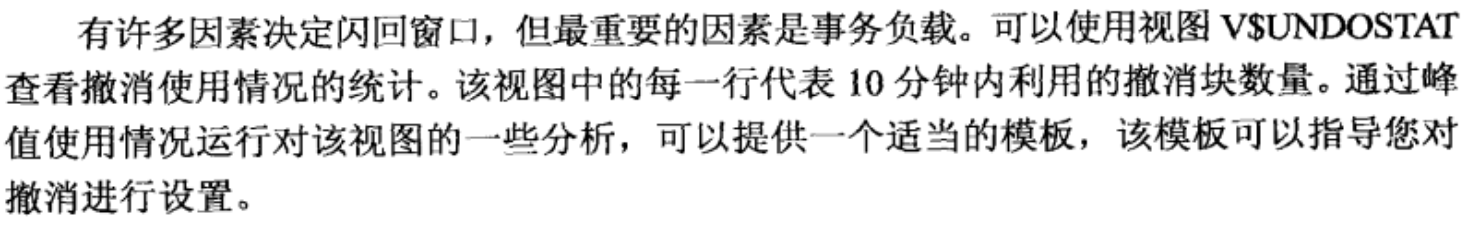 有许多因素决定闪回窗口，但最重要的因素是事务负载。可以使用视图 V$UNDOSTAT
查看撤消使用情况的统计。该视图中的每一行代表 10 分钟内利用的撤消块数量。通过峰
值使用情况运行对该视图的一些分析，可以提供一个适当的模板，该模板可以指导您对
撤消进行设置。